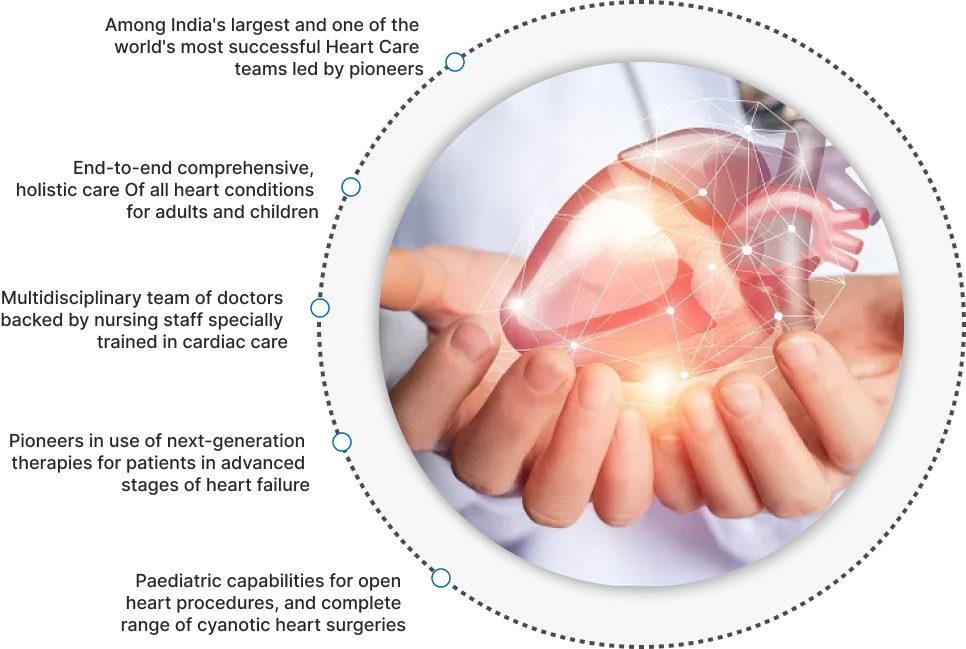 Among India's largest and one of the
world's most successful Heart Care
teams led by pioneers
End-to-end comprehensive,
holistic care Of all heart conditions
for adults and children
Multidisciplinary team of doctors
backed by nursing staff specially
trained in cardiac care
Pioneers in use of next-generation
therapies for patients in advanced
stages of heart failure
Paediatric capabilities for open
heart procedures, and complete
range of cyanotic heart surgeries